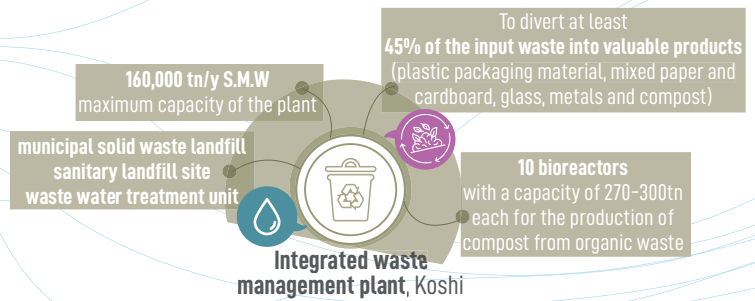 To divert at least
45% of the input waste into valuable products
(plastic packaging material, mixed paper and
cardboard, glass, metals and compost)
160,000 tn/y S.M.W
maximum capacity of the plant
municipal solid waste landfill
sanitary landfill site
waste water treatment unit
10 bioreactors
with a capacity of 270-300tn
each for the production of
compost from organic waste
Integrated waste
management plant, Koshi